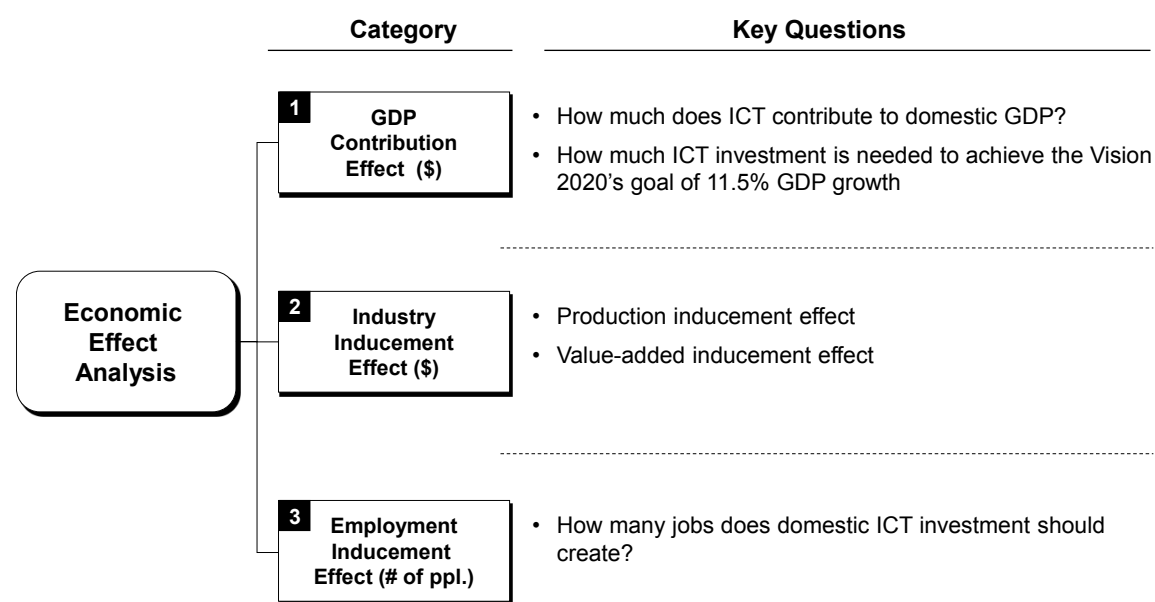 Category
Key Questions
1
GDP
Contribution
Effect ($)
• How much does ICT contribute to domestic GDP?
• How much ICT investment is needed to achieve the Vision
2020's goal of 11.5% GDP growth
Economic
Effect
Analysis
2
Industry
Inducement
Effect ($)
• Production inducement effect
• Value-added inducement effect
3
Employment
Inducement
Effect (# of ppl.)
• How many jobs does domestic ICT investment should
create?